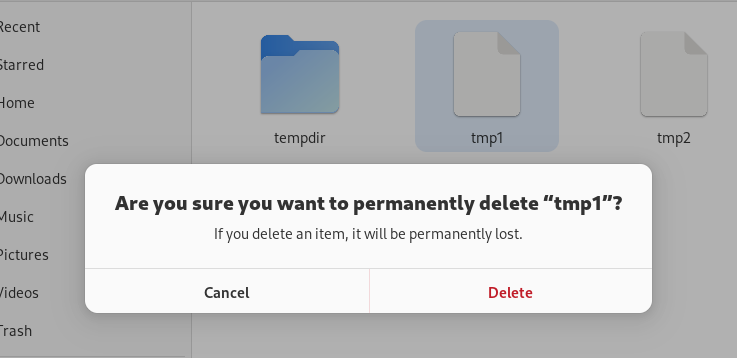 Recent
Starred
Home
Documents
Downloads
Music
Pictures
Videos
Trash
tempdir
tmp1
tmp2
Are you sure you want to permanently delete “tmp1”?
If you delete an item, it will be permanently lost.
Cancel
Delete